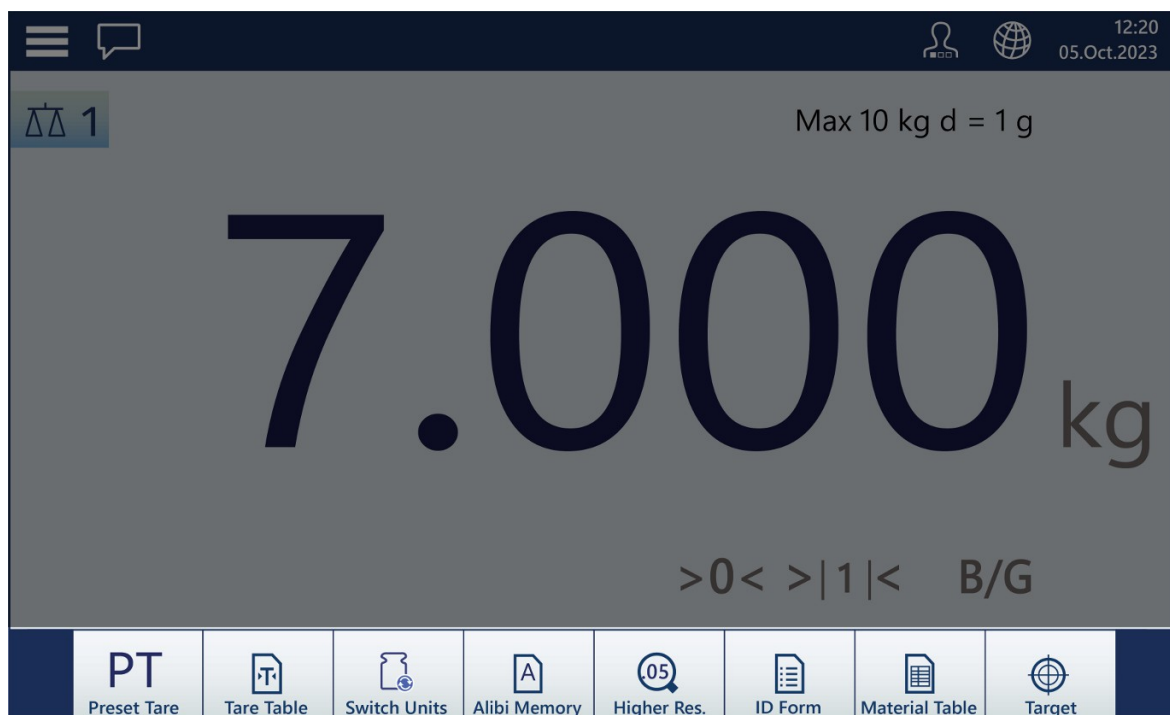 12:20
05.Oct.2023
1
Max 10 kg d = 1 g
7.000 kg
>0< >|1|< B/G
PT
T
A
.05
Preset Tare
Tare Table
Switch Units
Alibi Memory
Higher Res.
ID Form
Material Table
Target